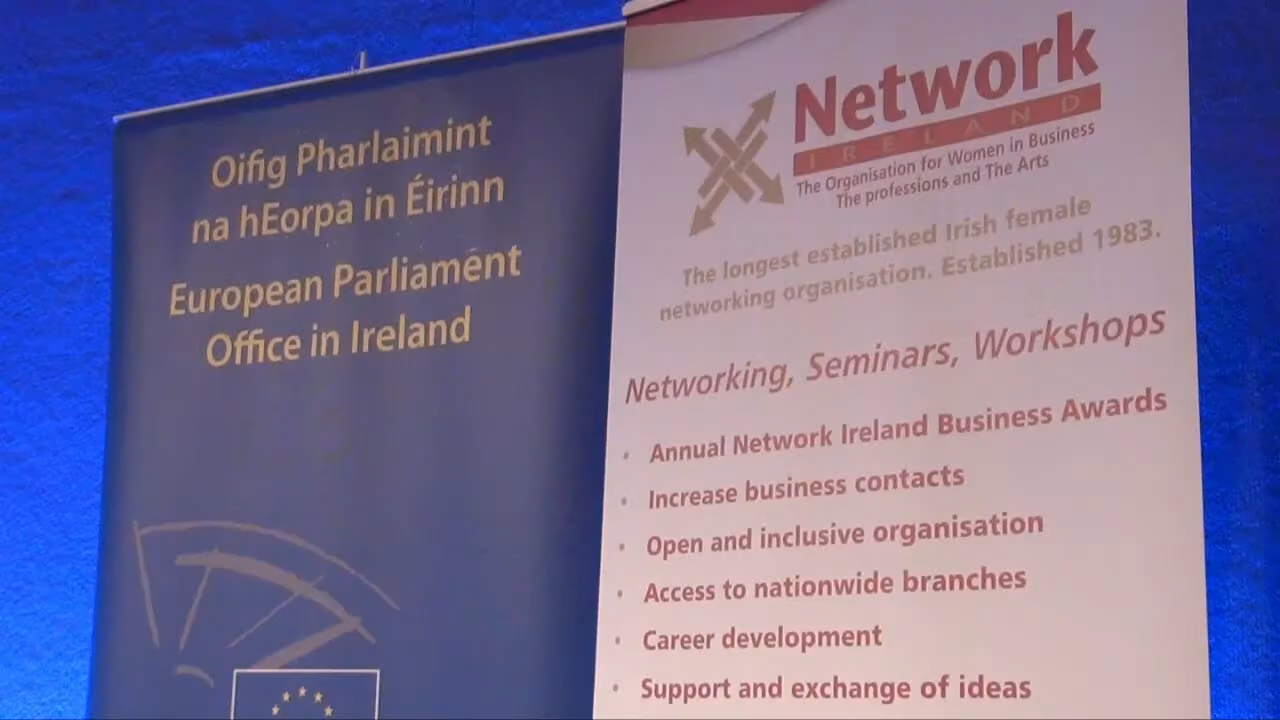 Oifig Pharlaimint
na hEorpa in Éirinn
European Parliament
Office in Ireland
Network
IRELAND
The Organisation for Women in Business
The professions and The Arts
The longest established Irish female
networking organisation. Established 1983.
Networking, Seminars, Workshops
• Annual Network Ireland Business Awards
• Increase business contacts
• Open and inclusive organisation
• Access to nationwide branches
• Career development
• Support and exchange of ideas